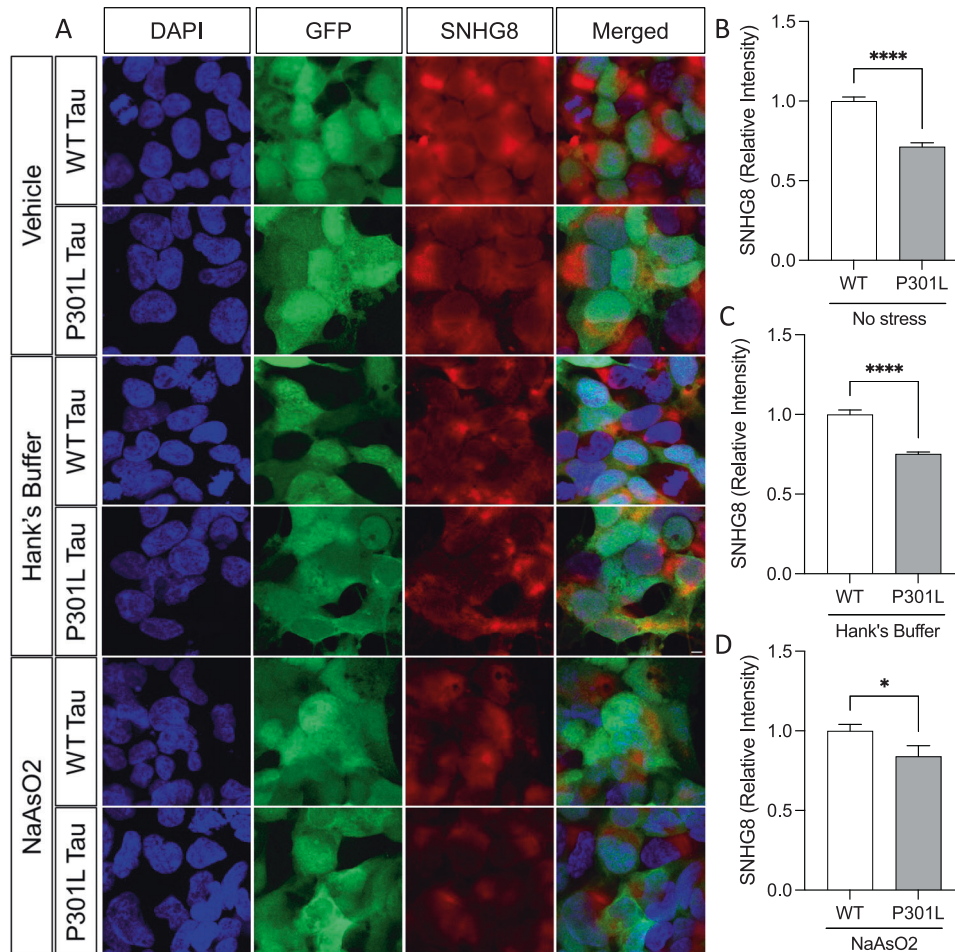 A
DAPI
GFP
SNHG8
Merged
Vehicle
WT Tau
P301L Tau
Hank's Buffer
WT Tau
P301L Tau
NaAsO2
WT Tau
P301L Tau
B
SNHG8 (Relative Intensity)
1.5
1.0
0.5
0.0
****
WT
P301L
No stress
C
SNHG8 (Relative Intensity)
1.5
1.0
0.5
0.0
****
WT
P301L
Hank's Buffer
D
SNHG8 (Relative Intensity)
1.5
1.0
0.5
0.0
*
WT
P301L
NaAsO2